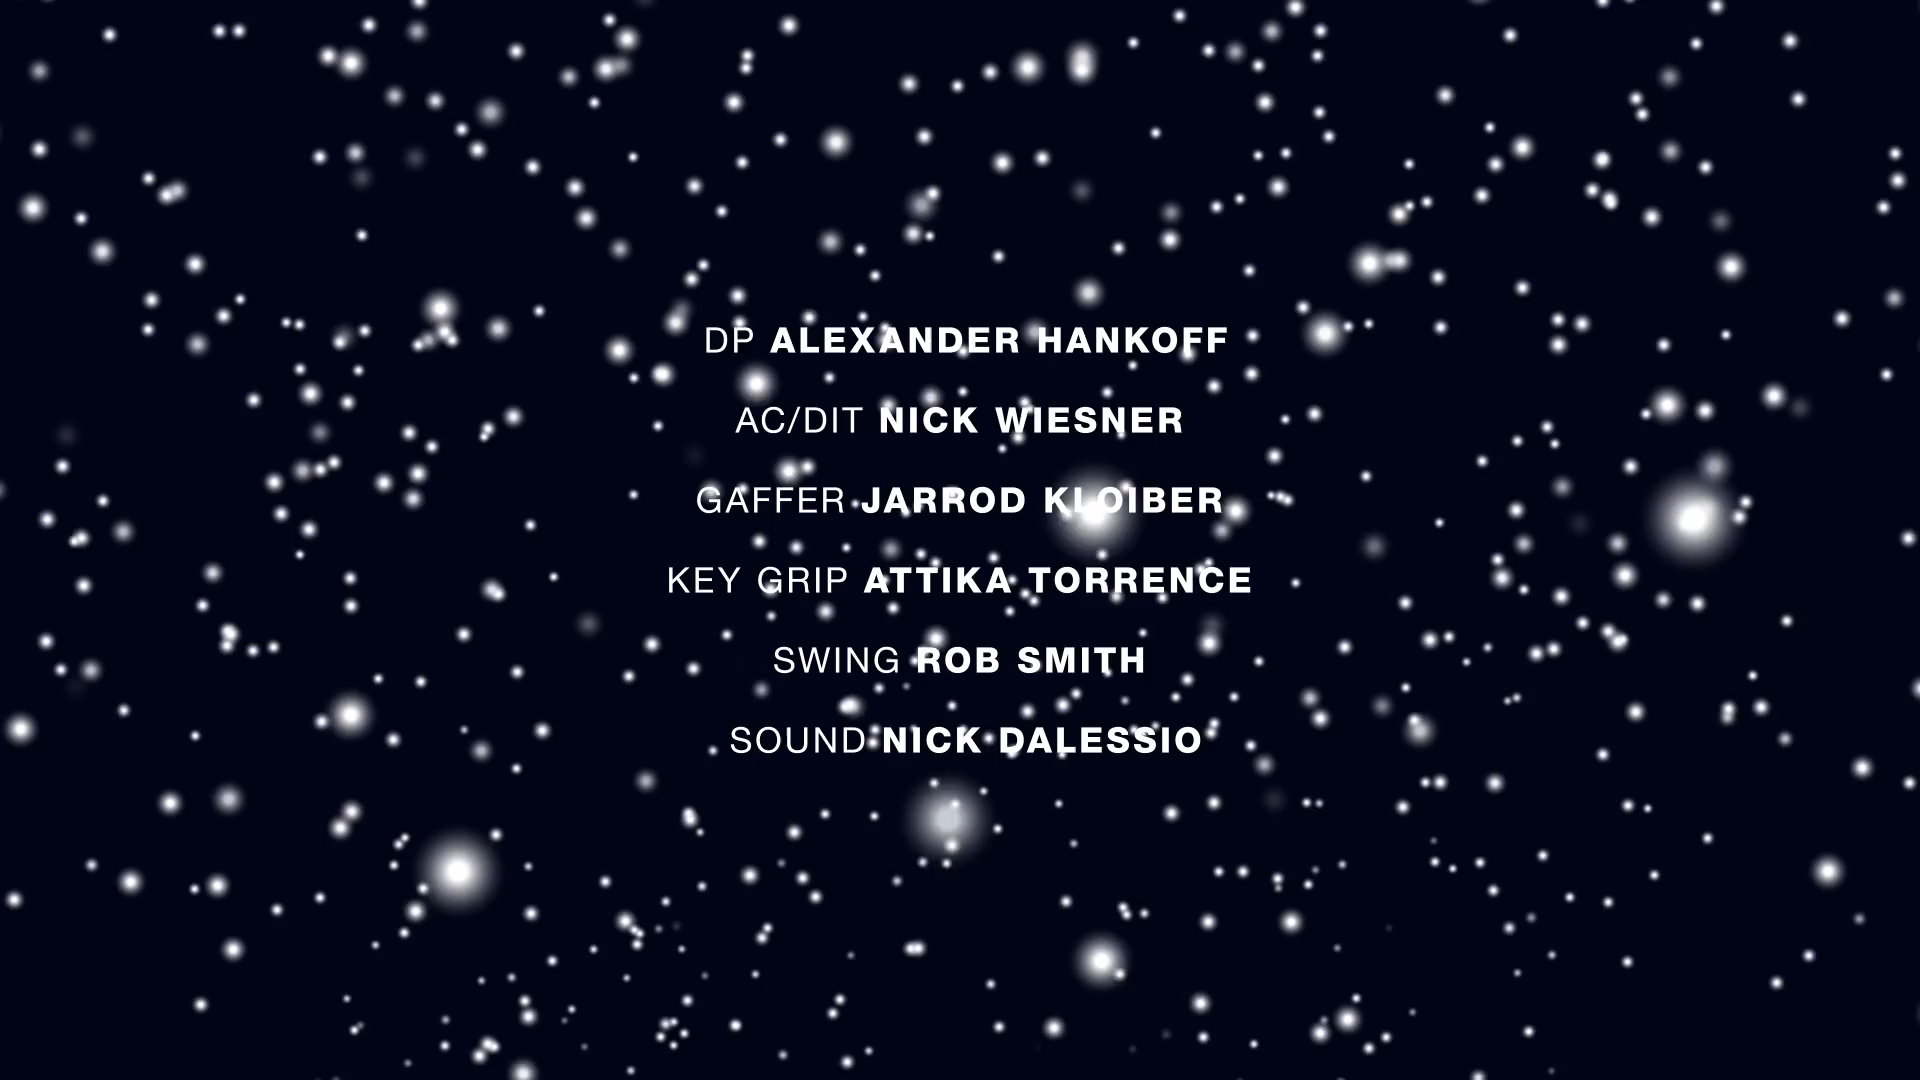 DP ALEXANDER HANKOFF
AC/DIT NICK WIESNER
GAFFER JARROD KLOIBER
KEY GRIP ATTIKA TORRENCE
SWING ROB SMITH
SOUND NICK DALESSIO